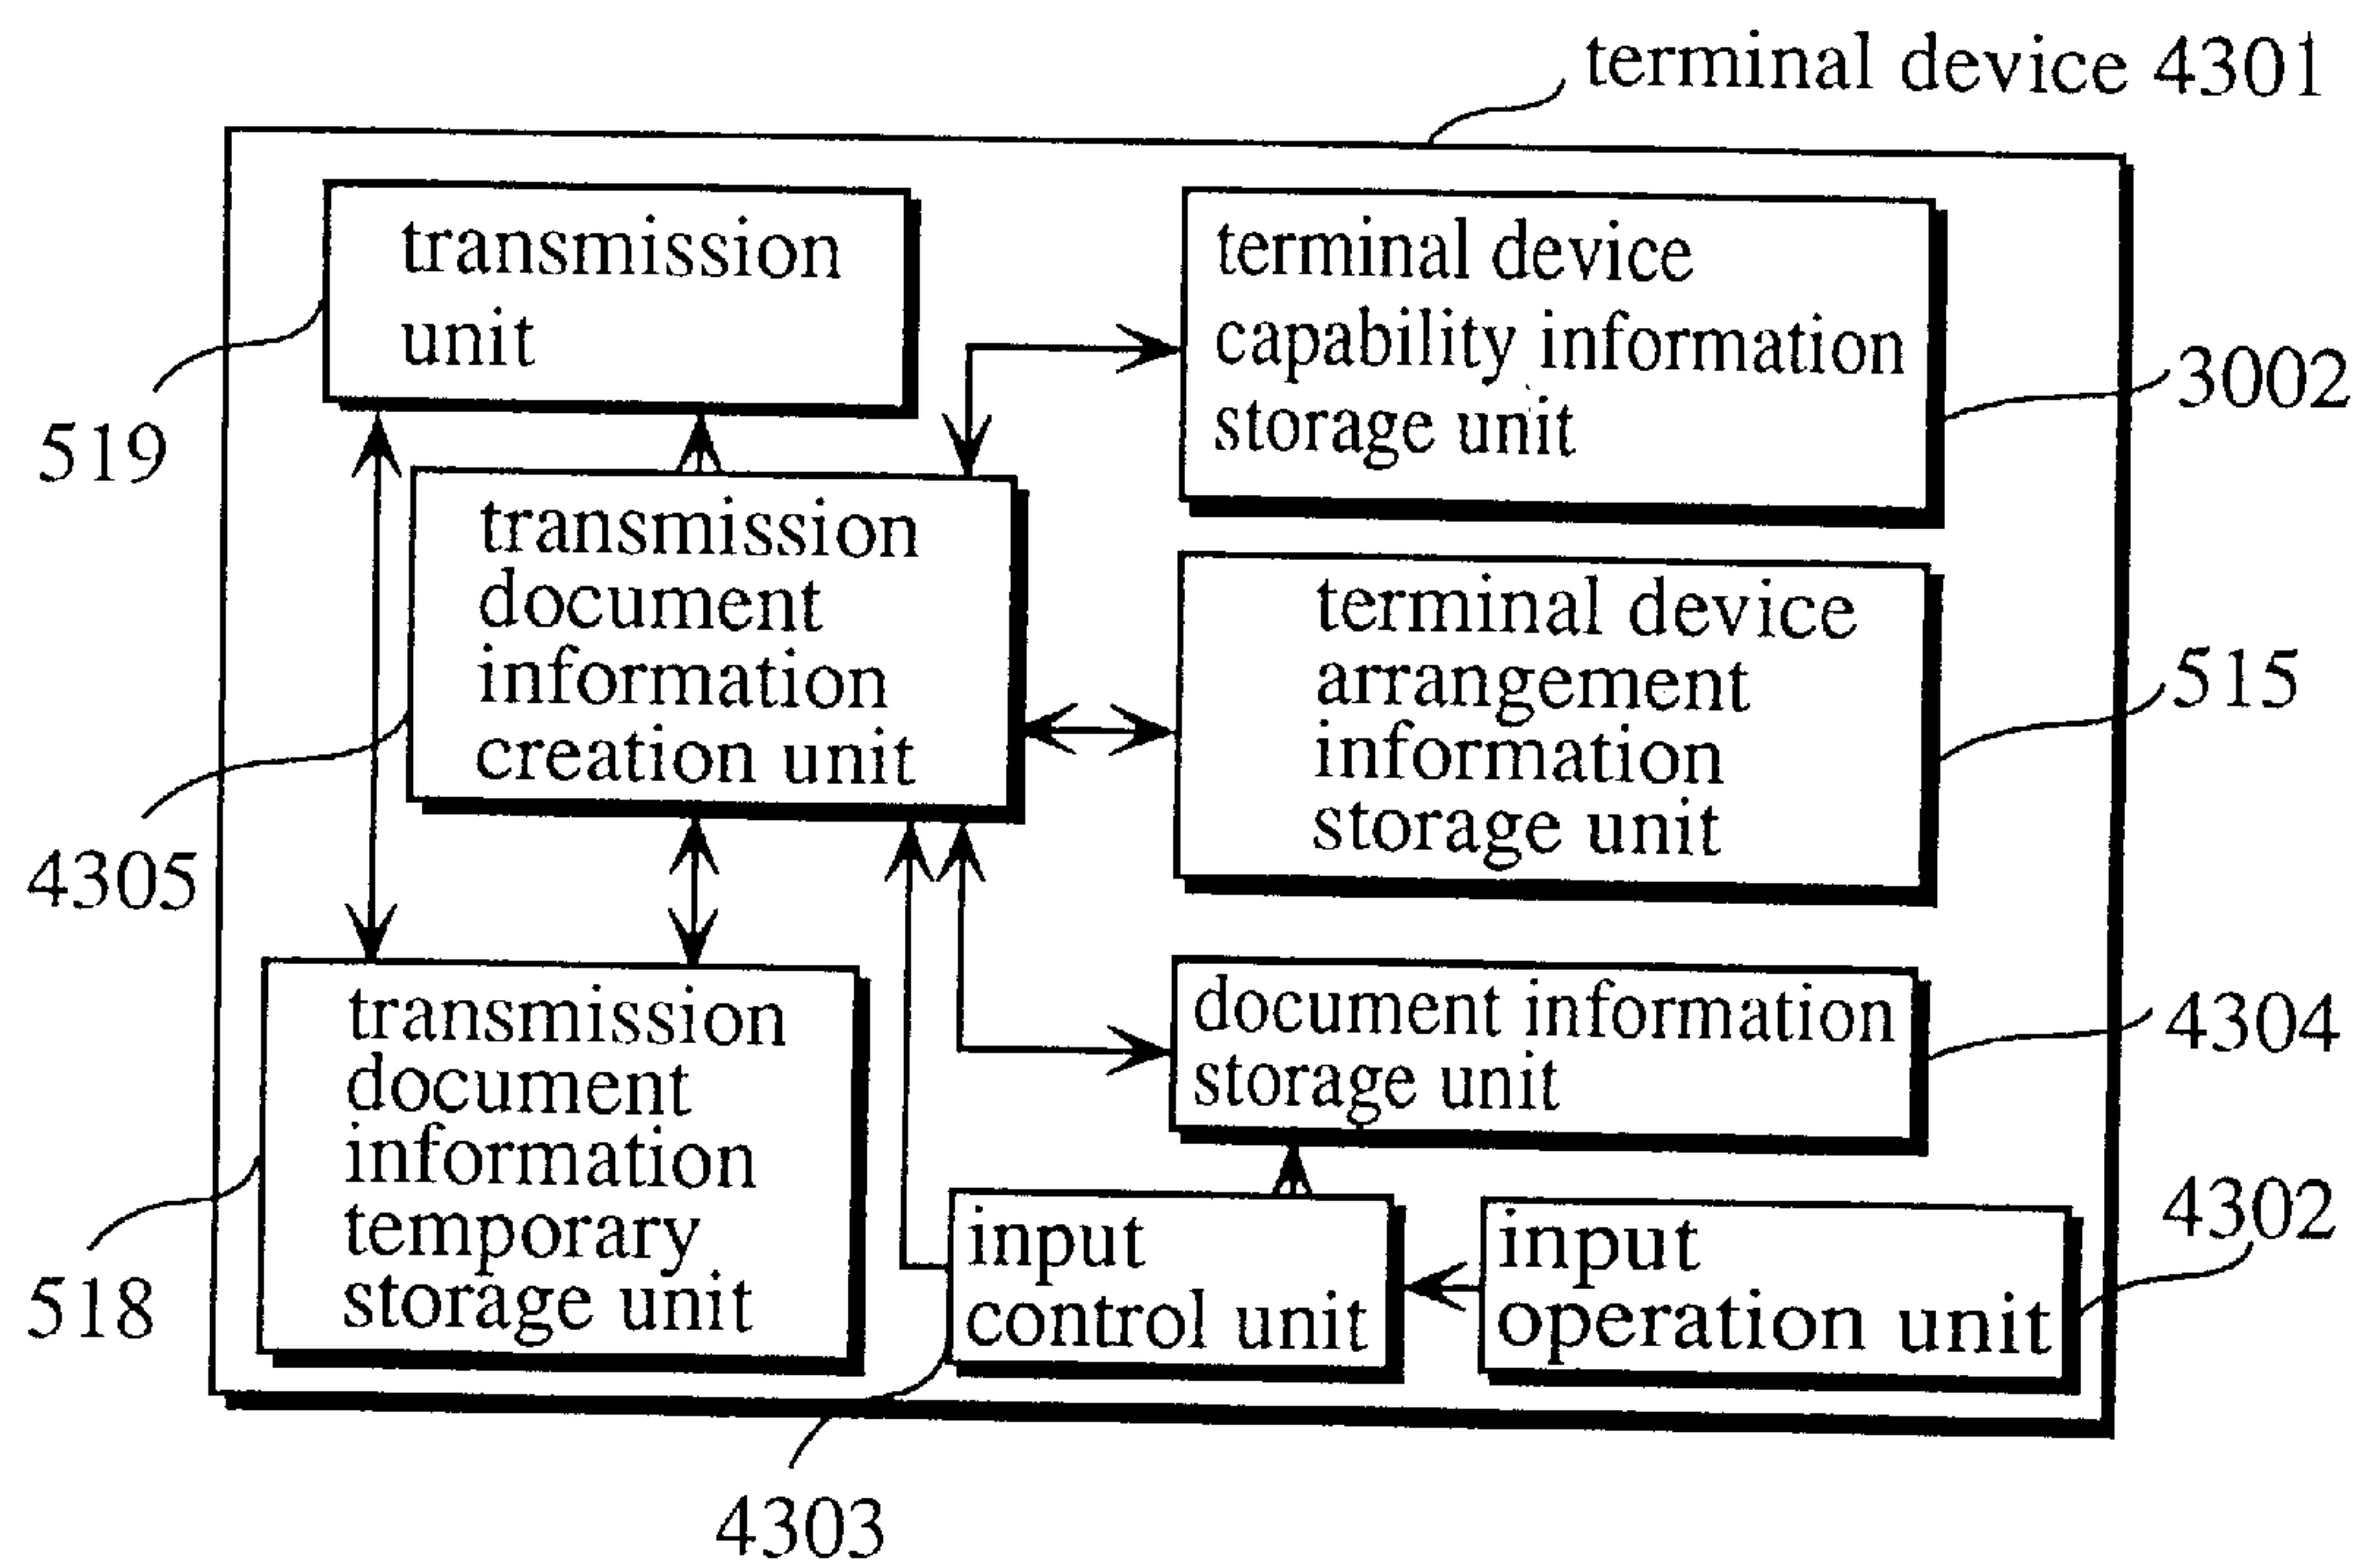 terminal device 4301
transmission
unit
terminal device
capability information
storage unit
3002
519
transmission
document
information
creation unit
terminal device
arrangement
information
storage unit
515
4305
transmission
document
information
temporary
storage unit
document information
storage unit
4304
input
control unit
input
operation unit
4302
518
4303